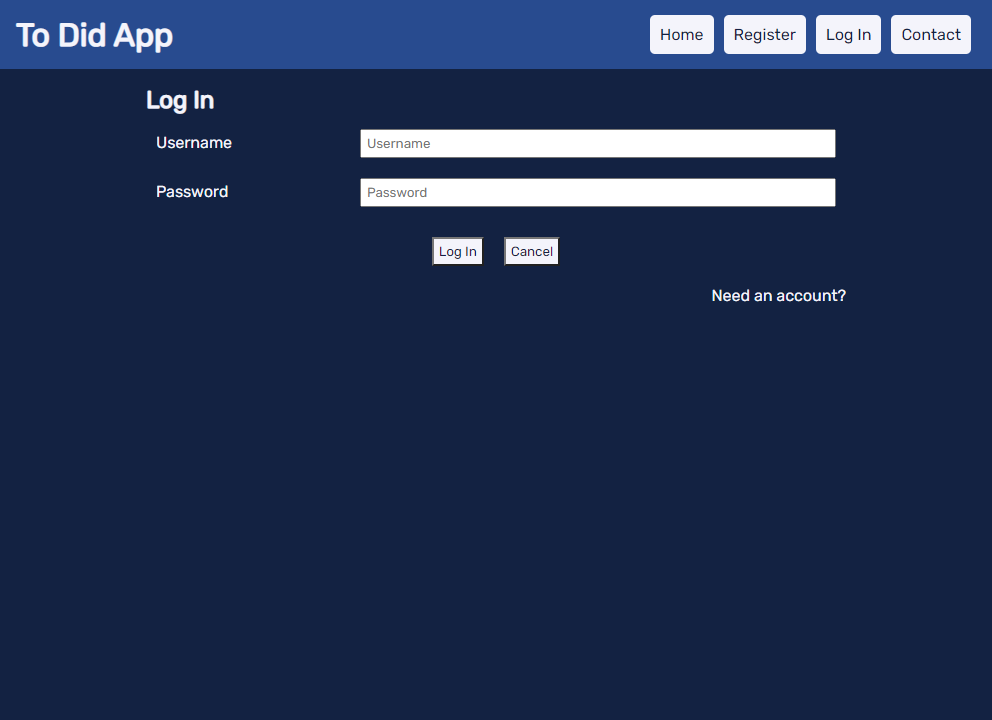 To Did App
Home Register Log In Contact
Log In
Username Username
Password Password
Log In Cancel
Need an account?